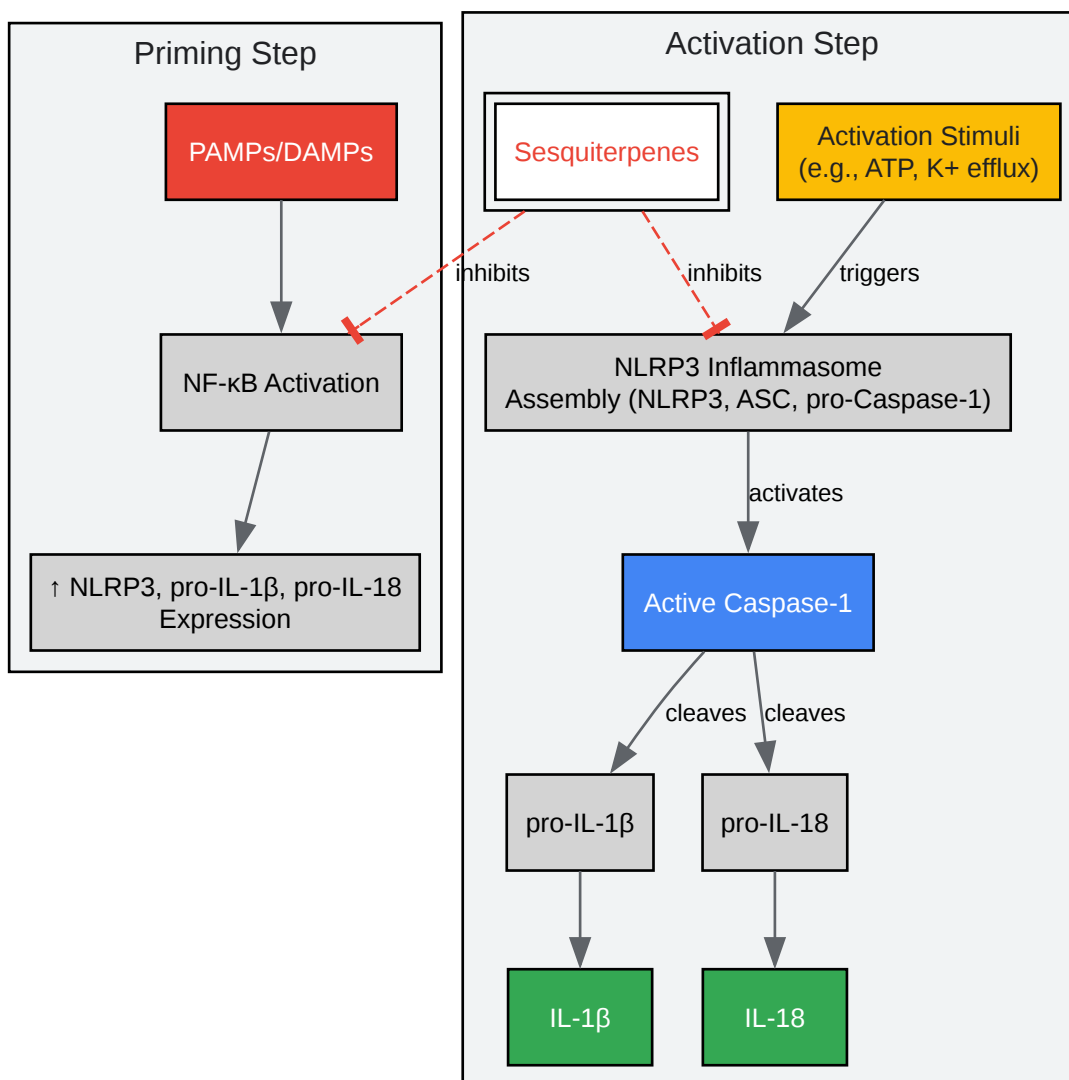 Priming Step
PAMPs/DAMPs
NF-κB Activation
↑ NLRP3, pro-IL-1β, pro-IL-18
Expression
Activation Step
Sesquiterpenes
Activation Stimuli
(e.g., ATP, K+ efflux)
inhibits
inhibits
triggers
NLRP3 Inflammasome
Assembly (NLRP3, ASC, pro-Caspase-1)
activates
Active Caspase-1
cleaves
cleaves
pro-IL-1β
pro-IL-18
IL-1β
IL-18